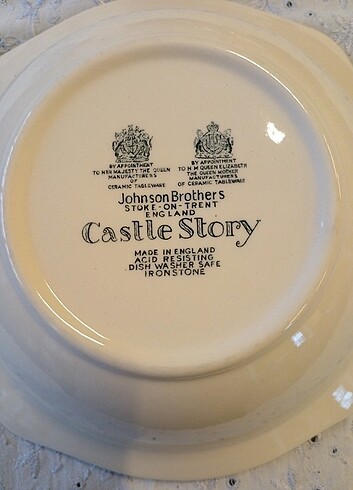 BY APPOINTMENT
TO HER MAJESTY THE QUEEN
MANUFACTURERS
OF
CERAMIC TABLEWARE
BY APPOINTMENT
TO H M QUEEN ELIZABETH
THE QUEEN MOTHER
MANUFACTURERS
OF CERAMIC TABLEWARE
Johnson Brothers
STOKE-ON-TRENT
ENGLAND
Castle Story
MADE IN ENGLAND
ACID RESISTING
DISH WASHER SAFE
IRONSTONE